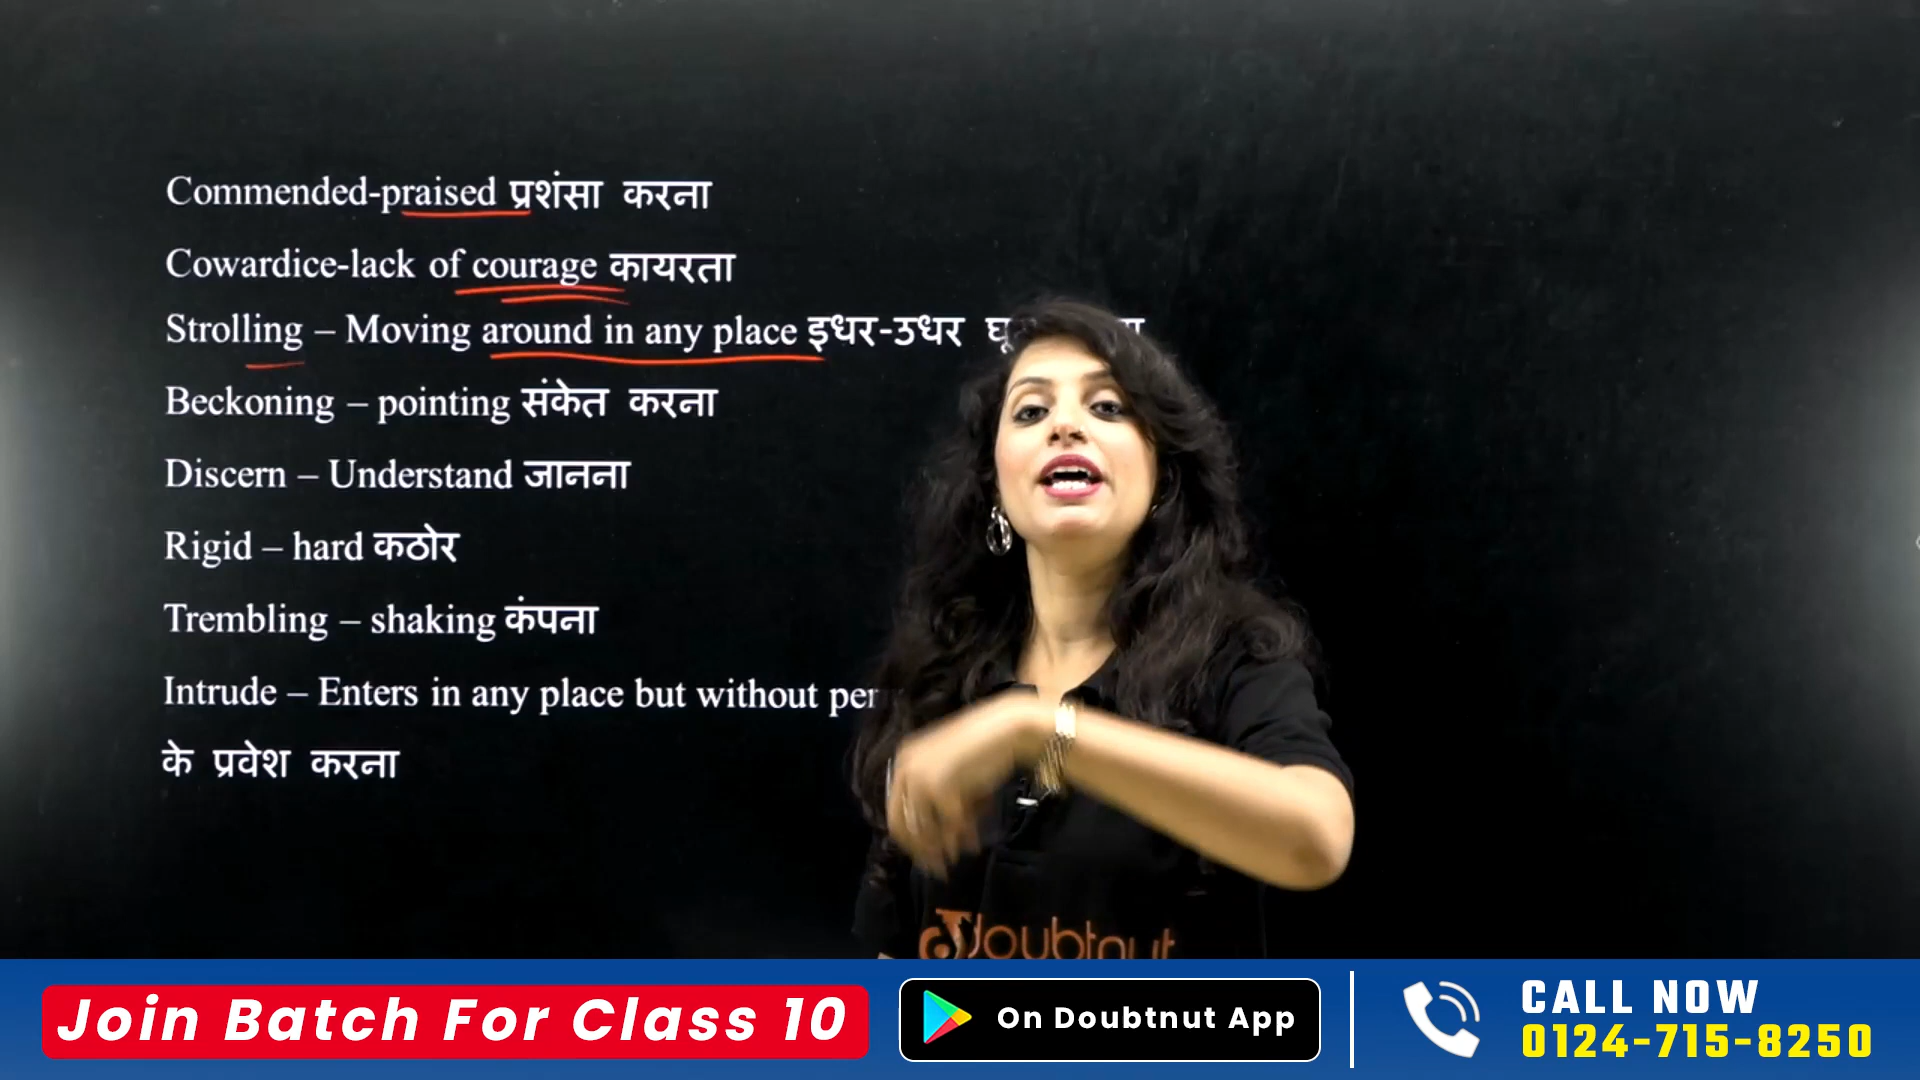 Commended-praised प्रशंसा करना
Cowardice-lack of courage कायरता
Strolling – Moving around in any place इधर-उधर
Beckoning – pointing संकेत करना
Discern – Understand जानना
Rigid – hard कठोर
Trembling – shaking कंपना
Intrude – Enters in any place but without
के प्रवेश करना
doubtnut
Join Batch For Class 10
On Doubtnut App
CALL NOW
0124-715-8250